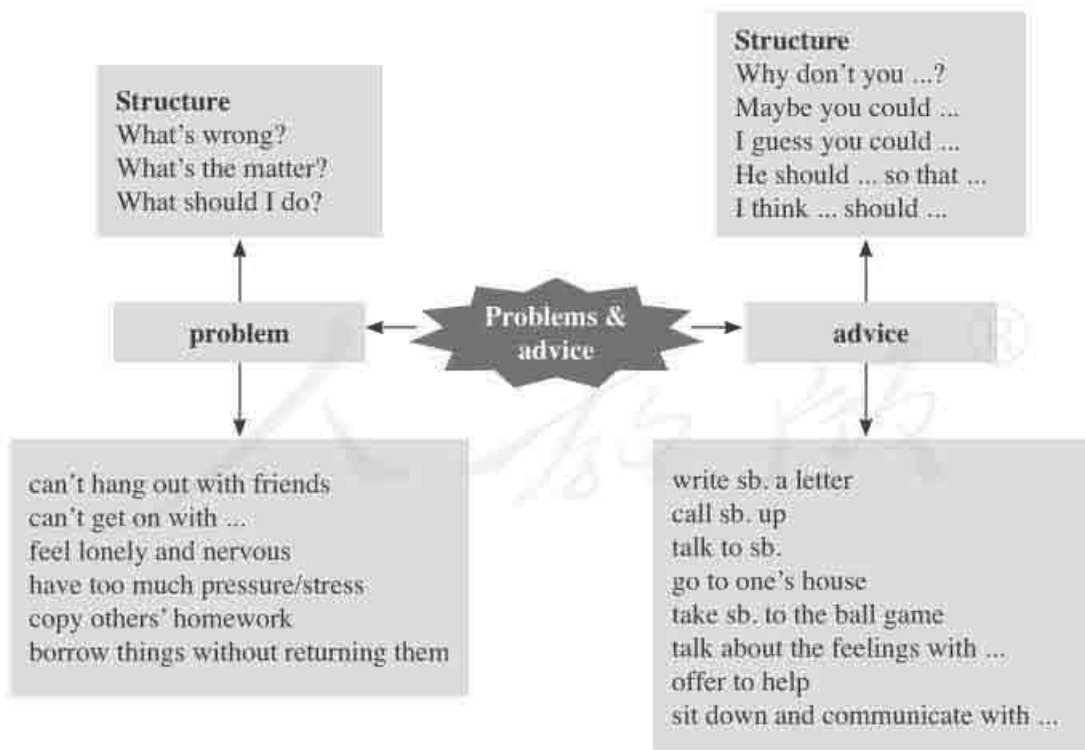 Structure
What's wrong?
What's the matter?
What should I do?
Structure
Why don't you ...?
Maybe you could ...
I guess you could ...
He should ... so that ...
I think ... should ...
problem
Problems &
advice
advice
can't hang out with friends
can't get on with ...
feel lonely and nervous
have too much pressure/stress
copy others' homework
borrow things without returning them
write sb. a letter
call sb. up
talk to sb.
go to one's house
take sb. to the ball game
talk about the feelings with ...
offer to help
sit down and communicate with ...
人教版®